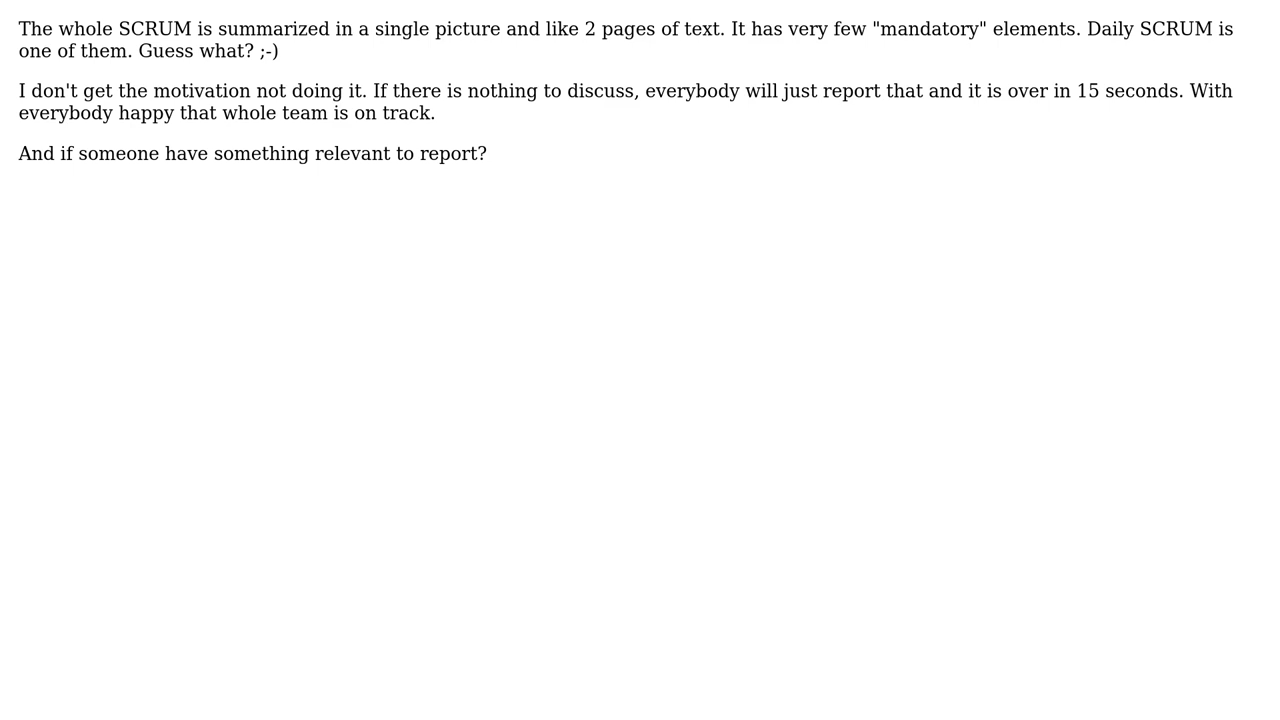 The whole SCRUM is summarized in a single picture and like 2 pages of text. It has very few "mandatory" elements. Daily SCRUM is
one of them. Guess what? ;-)
I don't get the motivation not doing it. If there is nothing to discuss, everybody will just report that and it is over in 15 seconds. With
everybody happy that whole team is on track.
And if someone have something relevant to report?